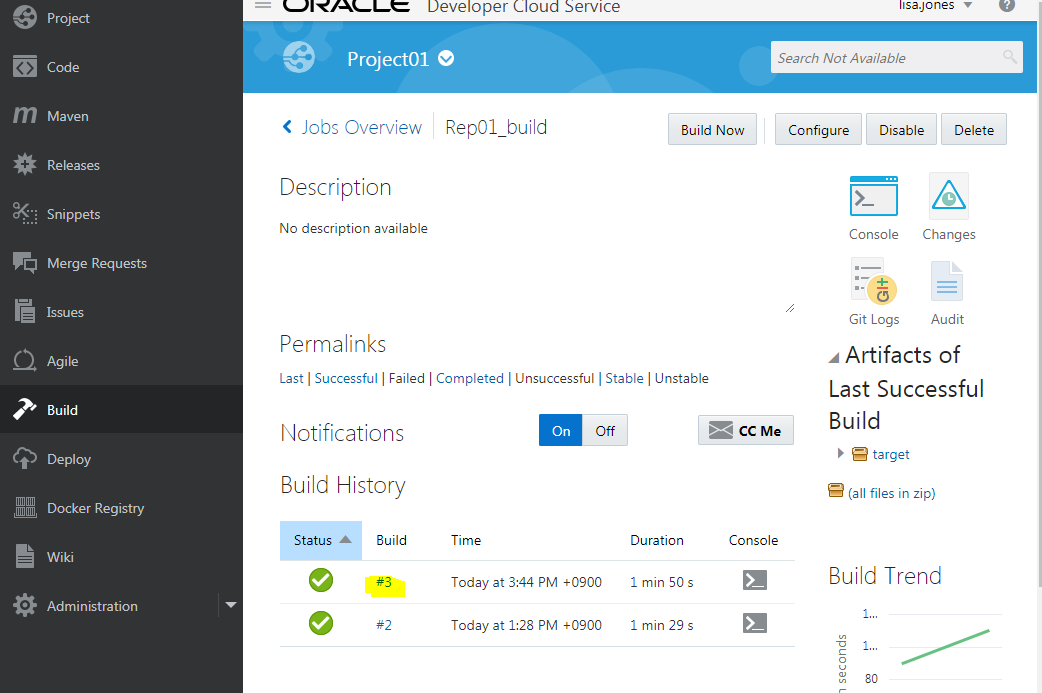 ORACLE Developer Cloud Service
lisa.jones
?
Project
Code
Maven
Releases
Snippets
Merge Requests
Issues
Agile
Build
Deploy
Docker Registry
Wiki
Administration
Project01
Search Not Available
Jobs Overview
Rep01_build
Build Now
Configure
Disable
Delete
Description
No description available
Console
Changes
Git Logs
Audit
Permalinks
Last | Successful | Failed | Completed | Unsuccessful | Stable | Unstable
Notifications
On
Off
CC Me
Artifacts of
Last Successful
Build
target
(all files in zip)
Build History
Status Build Time Duration Console
#3 Today at 3:44 PM +0900 1 min 50 s
#2 Today at 1:28 PM +0900 1 min 29 s
Build Trend
1...
1...
80
seconds